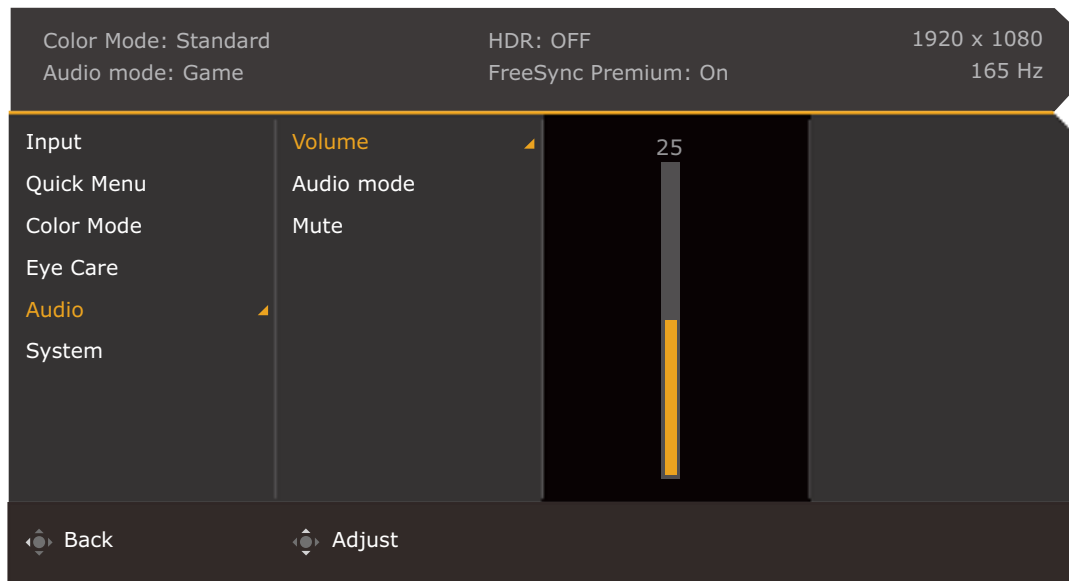 Color Mode: Standard
HDR: OFF
1920 x 1080
Audio mode: Game
FreeSync Premium: On
165 Hz
Input
Quick Menu
Color Mode
Eye Care
Audio
System
Volume
Audio mode
Mute
25
Back
Adjust